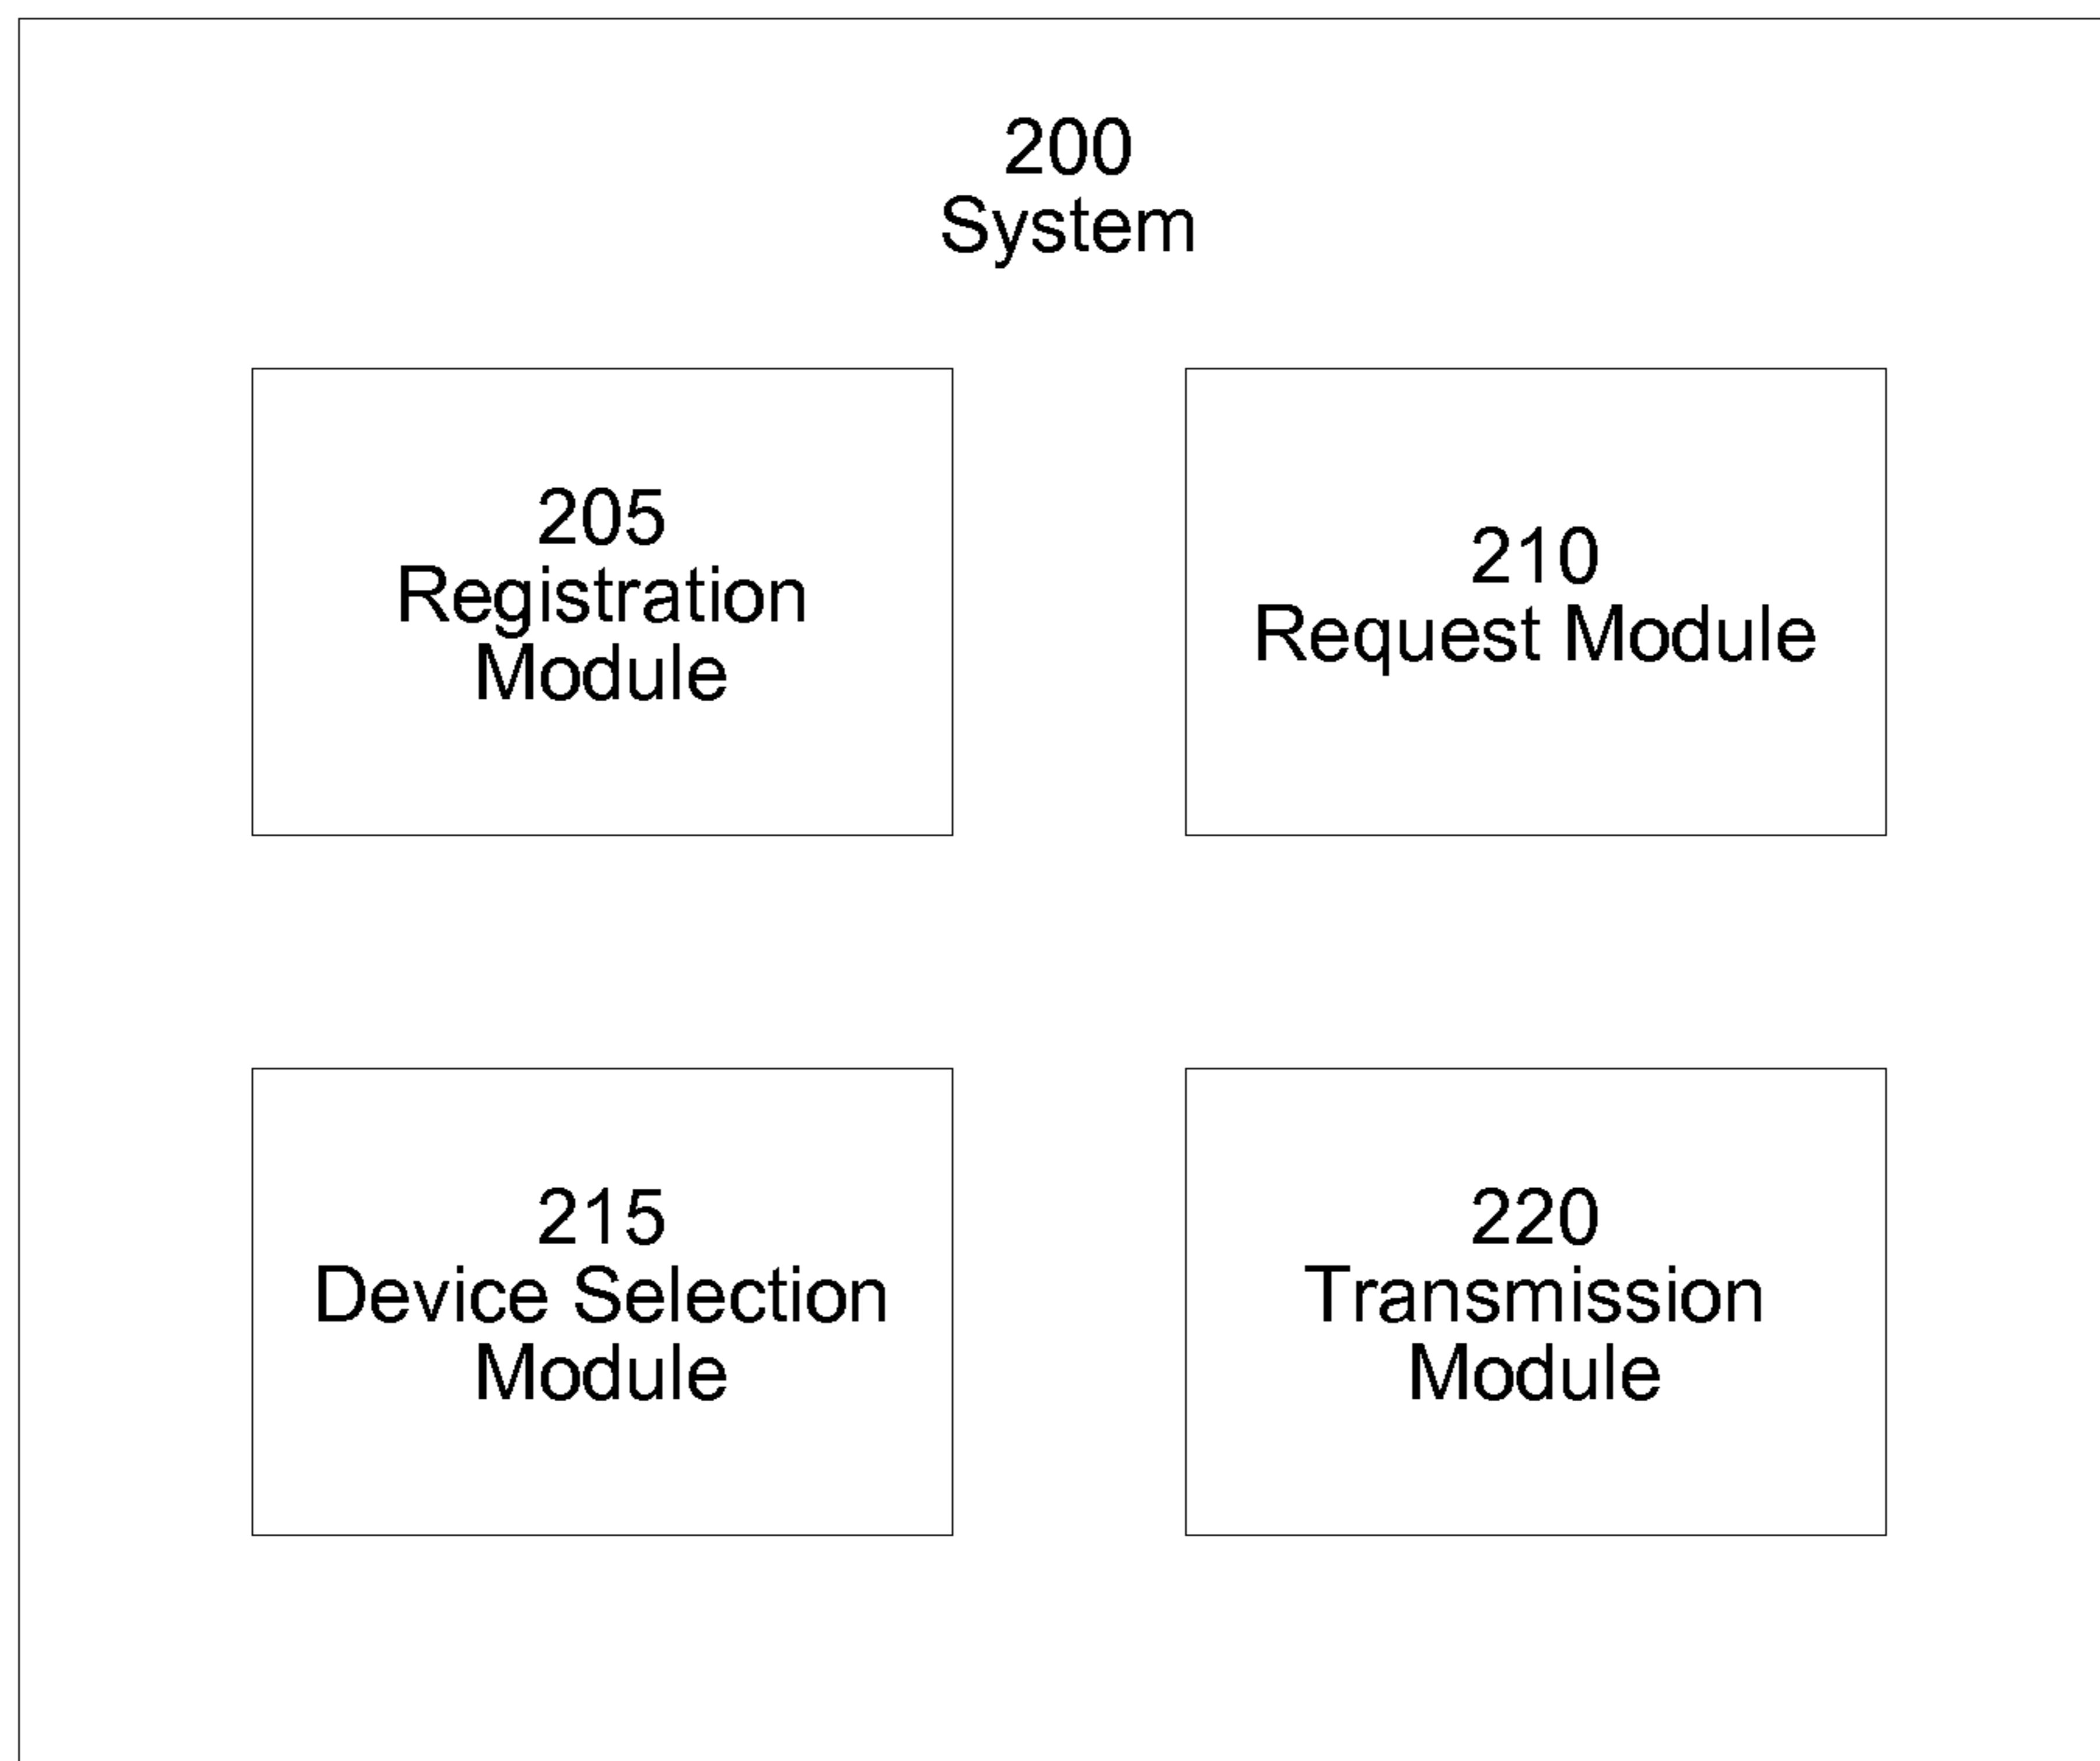 200
System
205
Registration
Module
210
Request Module
215
Device Selection
Module
220
Transmission
Module